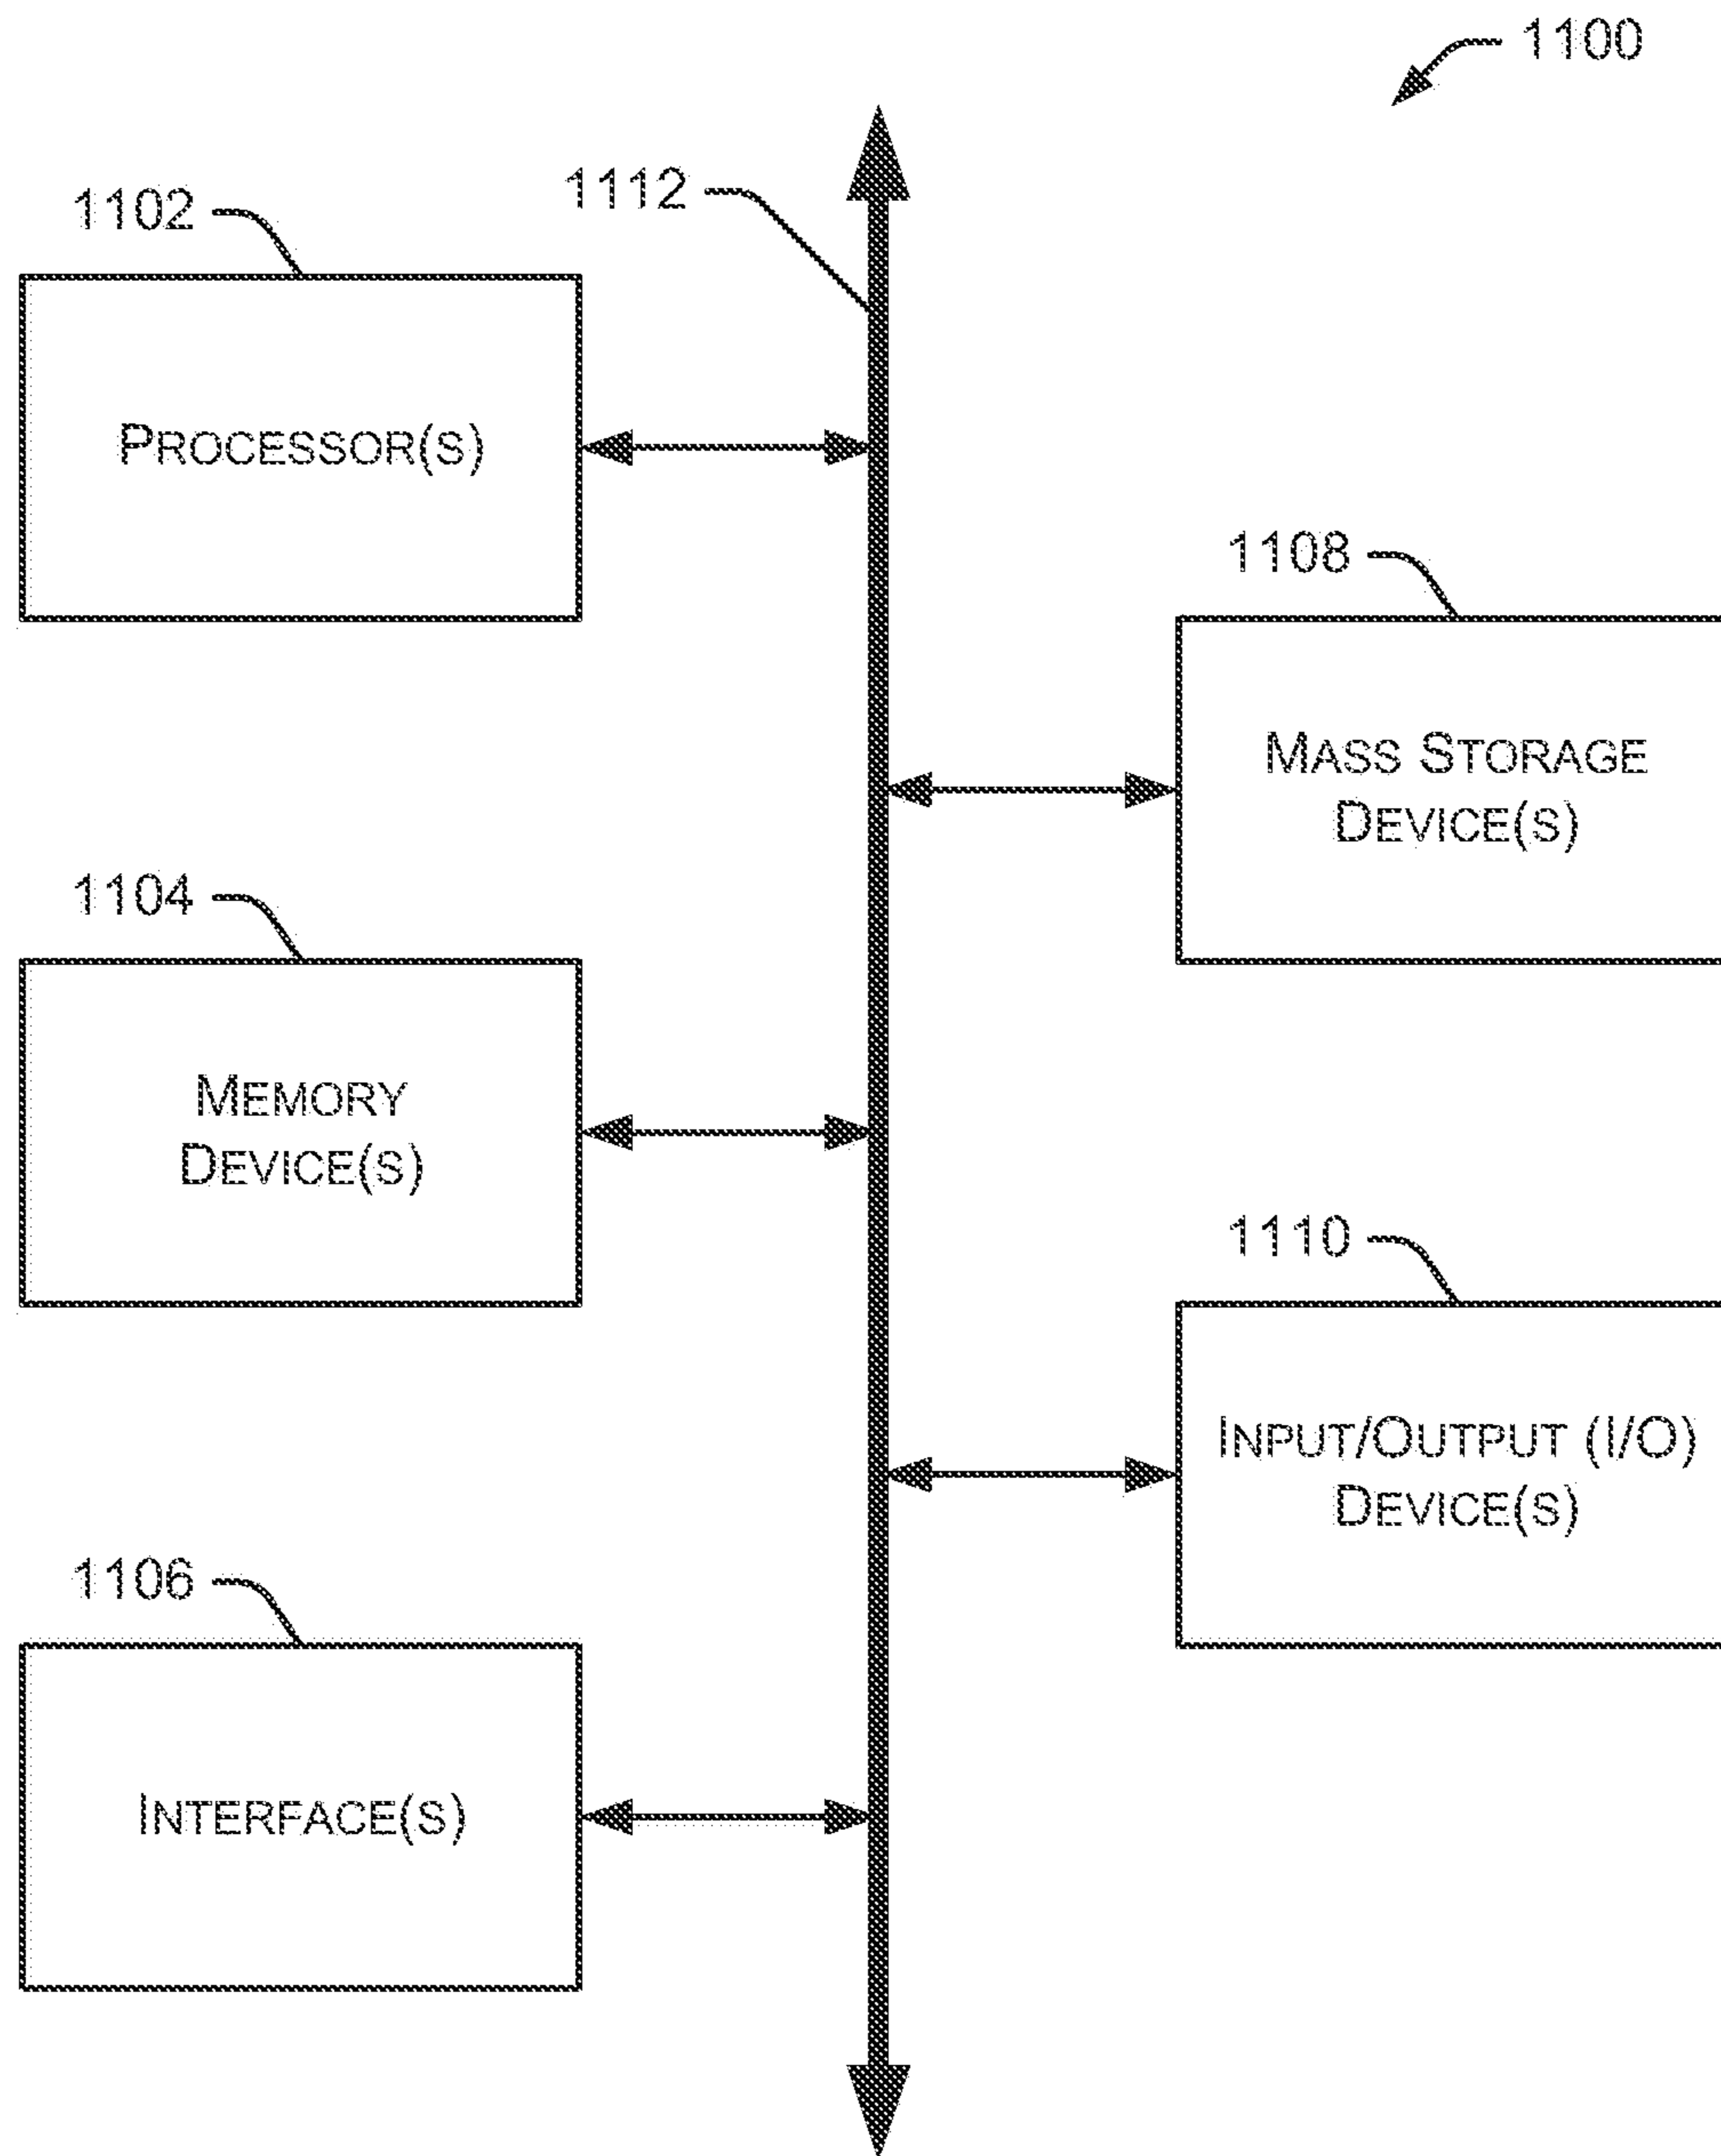 1100
1112
1102
PROCESSOR(S)
1108
MASS STORAGE
DEVICE(S)
1104
MEMORY
DEVICE(S)
1110
INPUT/OUTPUT (I/O)
DEVICE(S)
1106
INTERFACE(S)